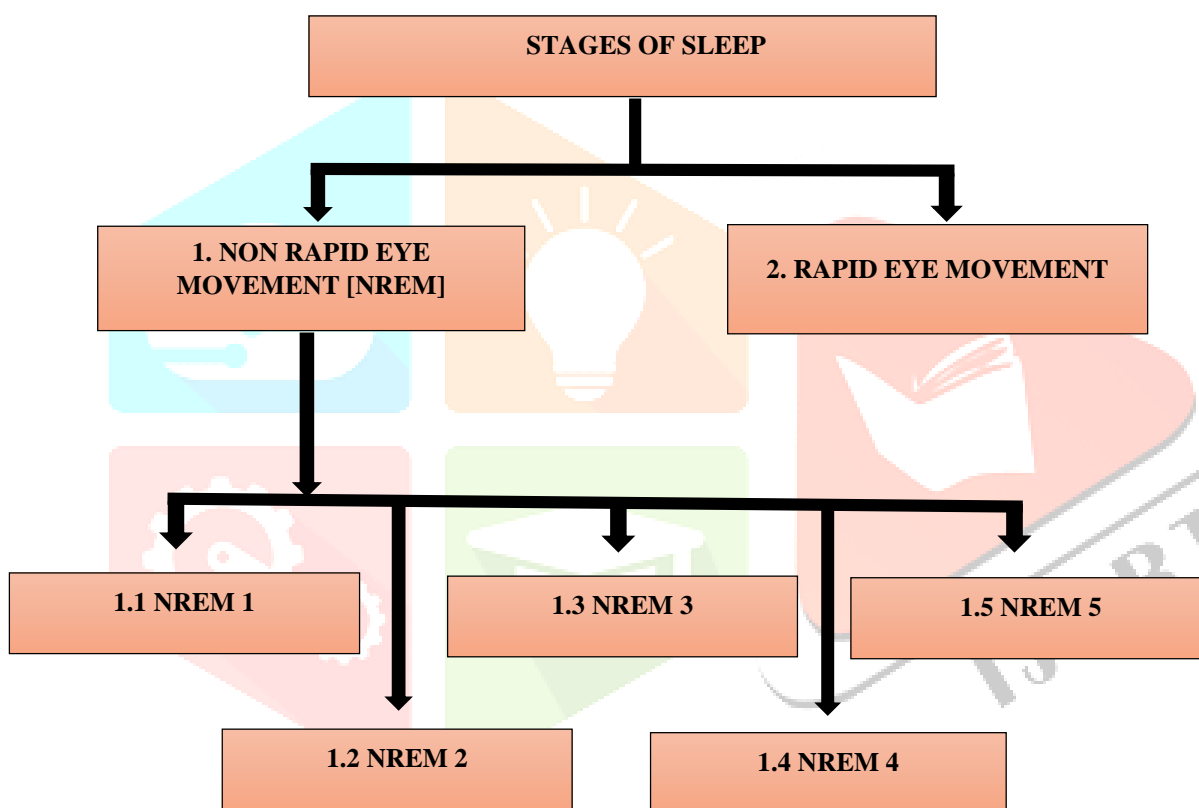 STAGES OF SLEEP
1. NON RAPID EYE
MOVEMENT [NREM]
2. RAPID EYE MOVEMENT
1.1 NREM 1
1.3 NREM 3
1.5 NREM 5
1.2 NREM 2
1.4 NREM 4